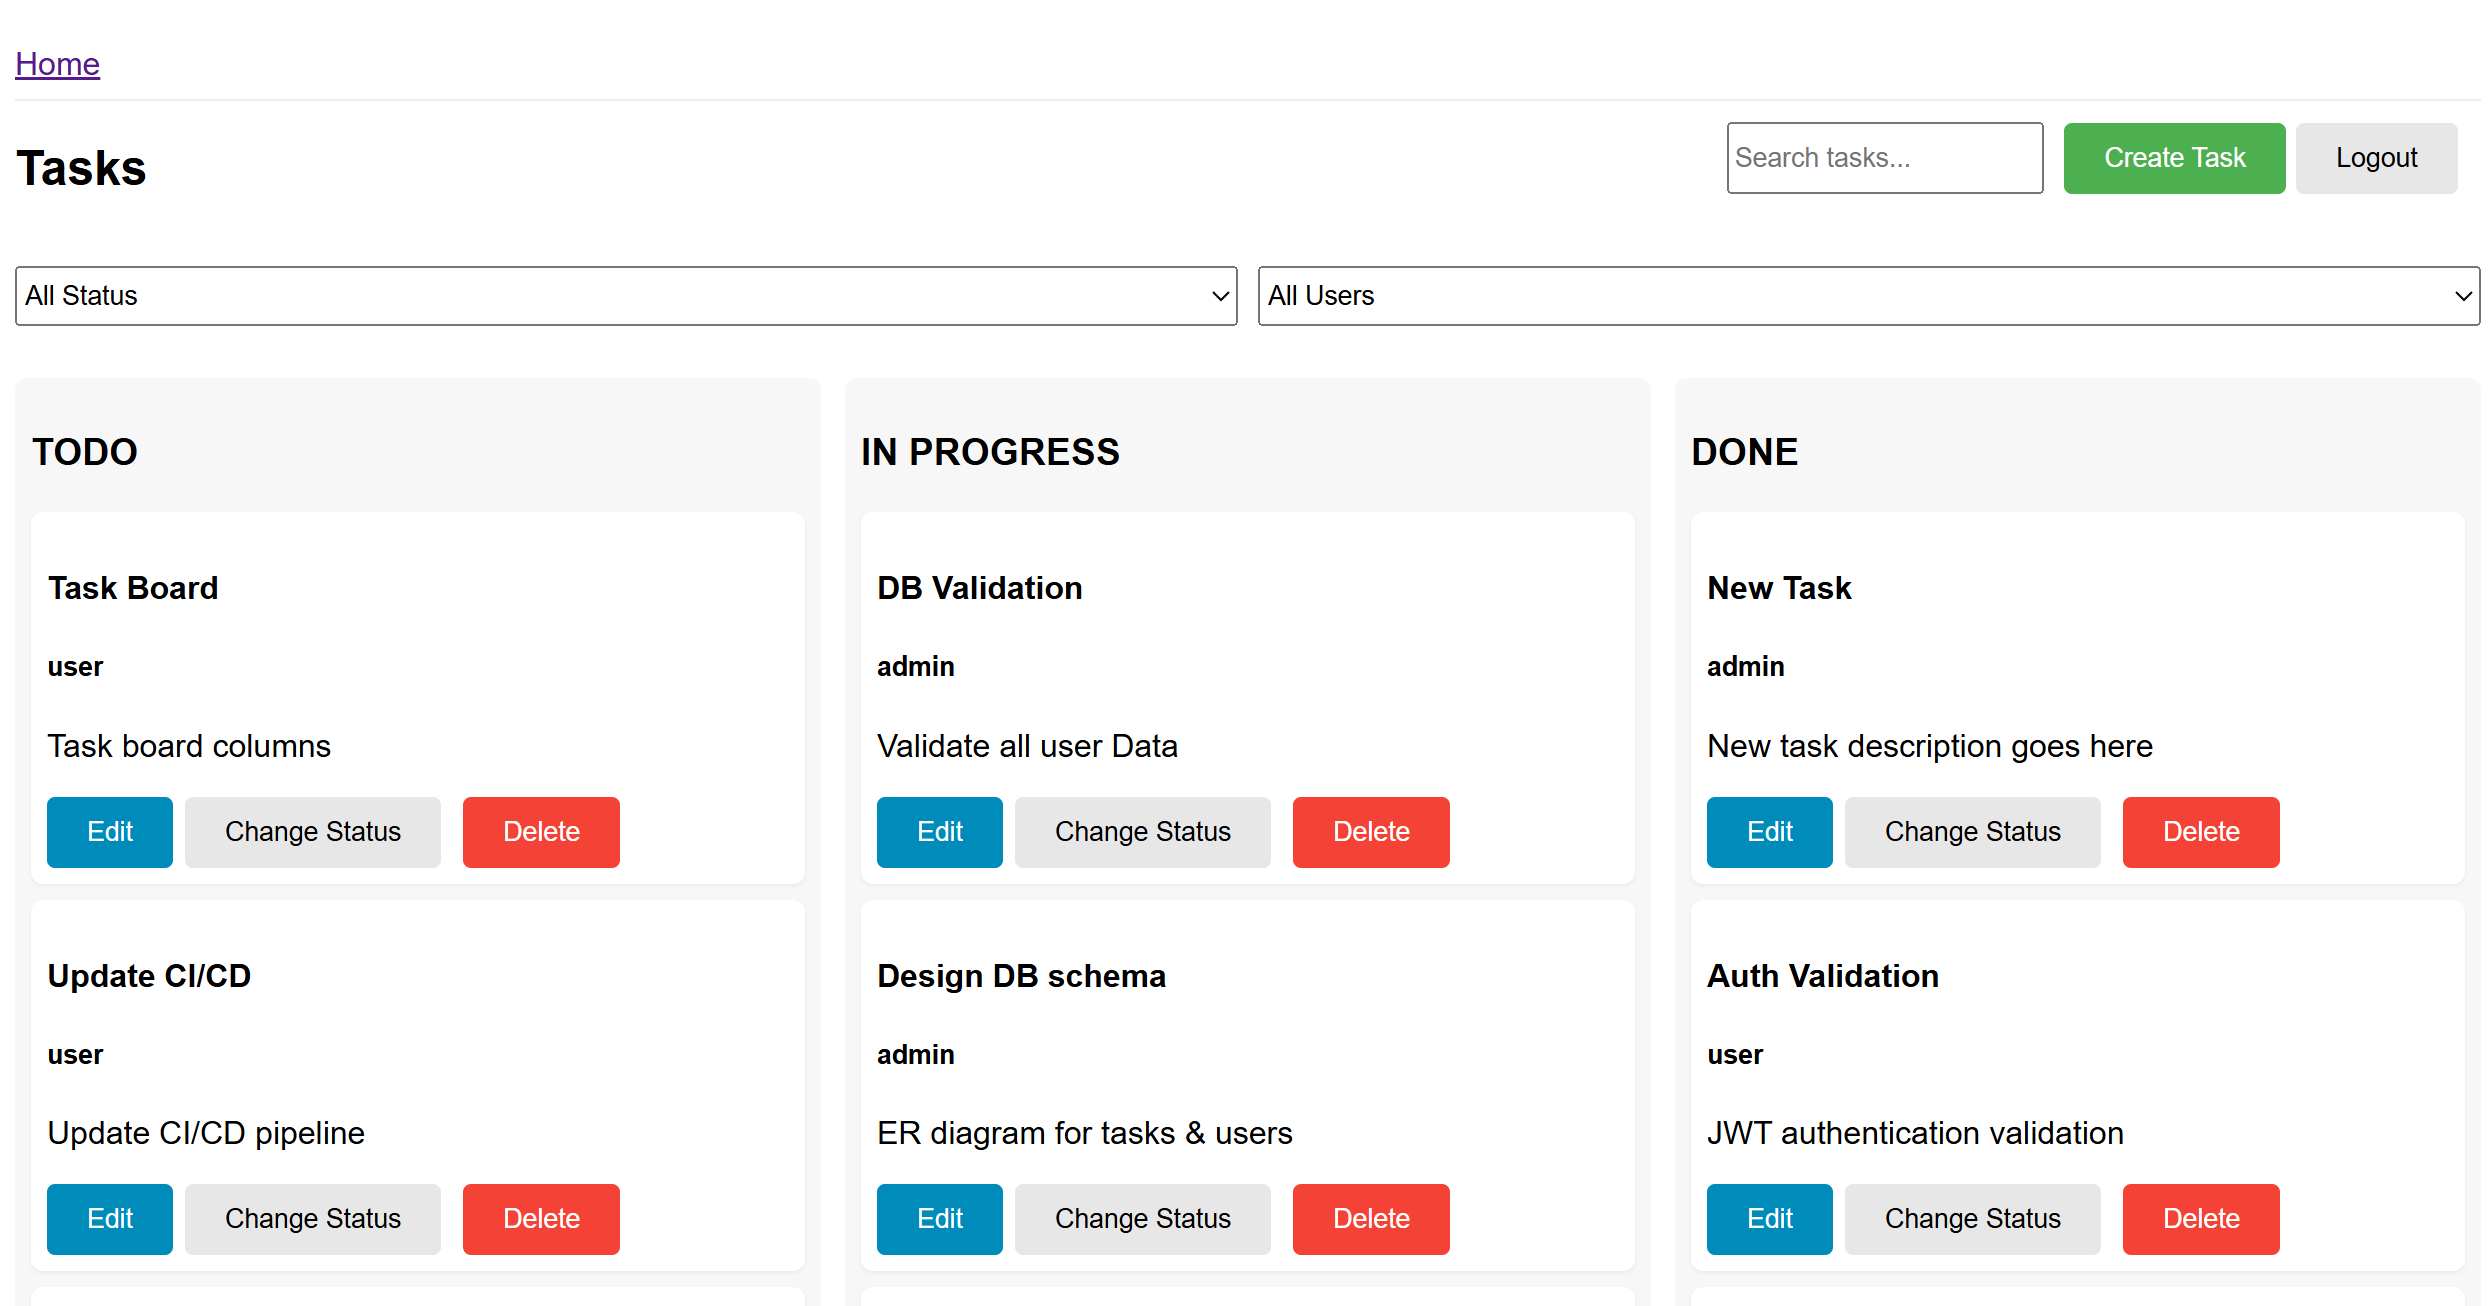 Home
Tasks
Search tasks...
Create Task
Logout
All Status
All Users
TODO
Task Board
user
Task board columns
Edit
Change Status
Delete
Update CI/CD
user
Update CI/CD pipeline
Edit
Change Status
Delete
IN PROGRESS
DB Validation
admin
Validate all user Data
Edit
Change Status
Delete
Design DB schema
admin
ER diagram for tasks & users
Edit
Change Status
Delete
DONE
New Task
admin
New task description goes here
Edit
Change Status
Delete
Auth Validation
user
JWT authentication validation
Edit
Change Status
Delete